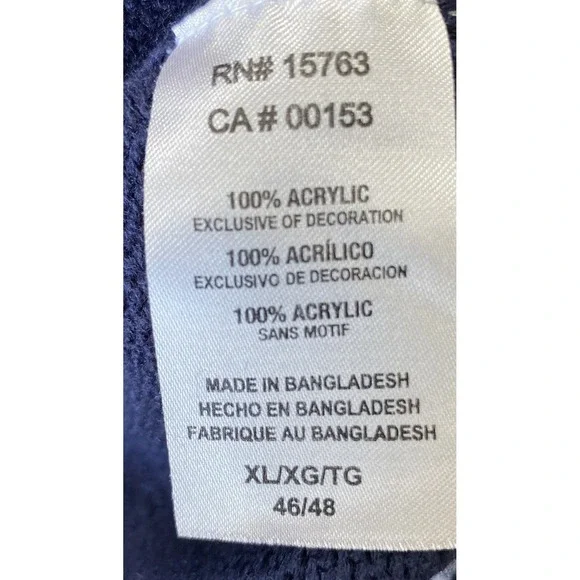 RN# 15763
CA# 00153
100% ACRYLIC
EXCLUSIVE OF DECORATION
100% ACRÍLICO
EXCLUSIVO DE DECORACION
100% ACRYLIC
SANS MOTIF
MADE IN BANGLADESH
HECHO EN BANGLADESH
FABRIQUE AU BANGLADESH
XL/XG/TG
46/48